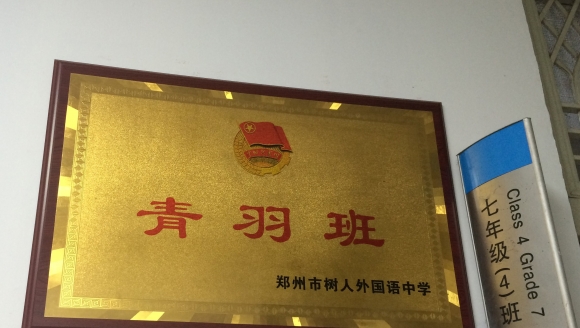 青羽班
郑州市树人外国语中学
Class 4 Grade 7
七年级(4)班